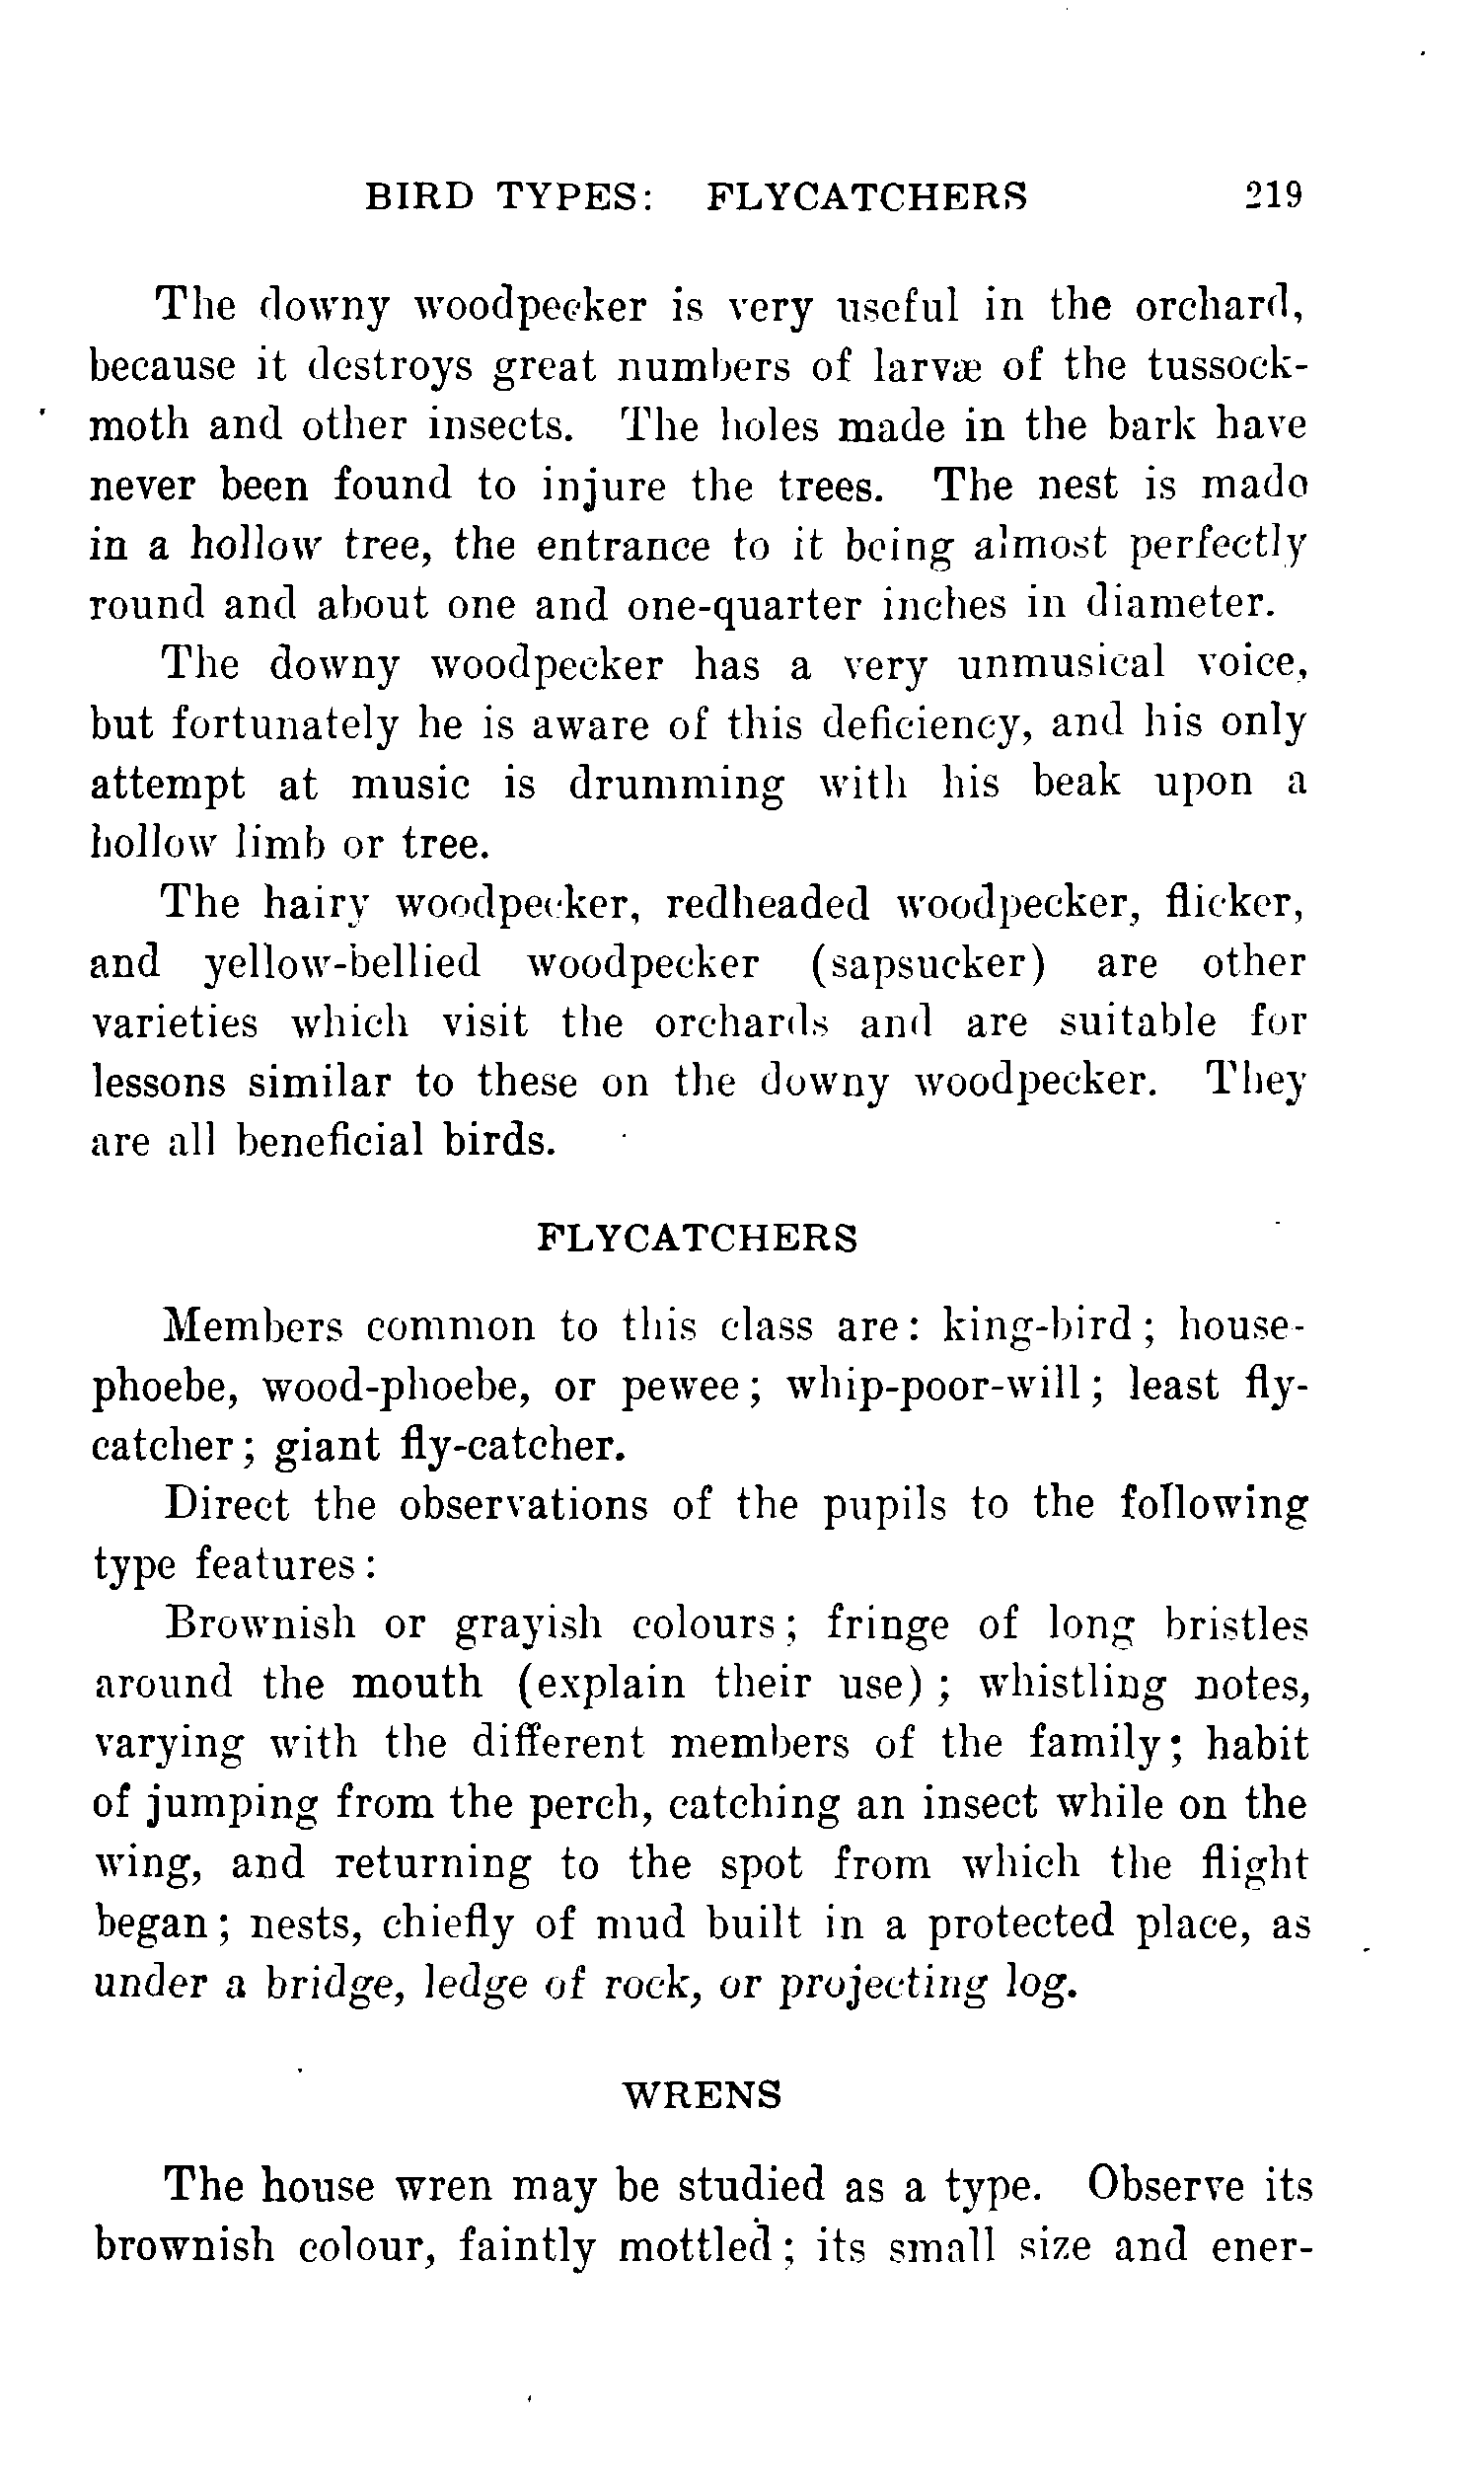 BIRD TYPES: FLYCATCHERS 219
The downy woodpecker is very useful in the orchard,
because it destroys great numbers of larvæ of the tussock-
moth and other insects. The holes made in the bark have
never been found to injure the trees. The nest is made
in a hollow tree, the entrance to it being almost perfectly
round and about one and one-quarter inches in diameter.
The downy woodpecker has a very unmusical voice,
but fortunately he is aware of this deficiency, and his only
attempt at music is drumming with his beak upon a
hollow limb or tree.
The hairy woodpecker, redheaded woodpecker, flicker,
and yellow-bellied woodpecker (sapsucker) are other
varieties which visit the orchards and are suitable for
lessons similar to these on the downy woodpecker. They
are all beneficial birds.
FLYCATCHERS
Members common to this class are: king-bird; house-
phoebe, wood-phoebe, or pewee; whip-poor-will; least fly-
catcher; giant fly-catcher.
Direct the observations of the pupils to the following
type features:
Brownish or grayish colours; fringe of long bristles
around the mouth (explain their use); whistling notes,
varying with the different members of the family; habit
of jumping from the perch, catching an insect while on the
wing, and returning to the spot from which the flight
began; nests, chiefly of mud built in a protected place, as
under a bridge, ledge of rock, or projecting log.
WRENS
The house wren may be studied as a type. Observe its
brownish colour, faintly mottled; its small size and ener-